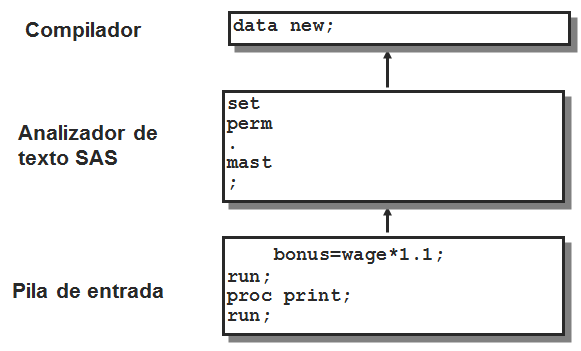 Compilador
data new;
Analizador de
texto SAS
set
perm
.
mast
;
Pila de entrada
bonus=wage*1.1;
run;
proc print;
run;